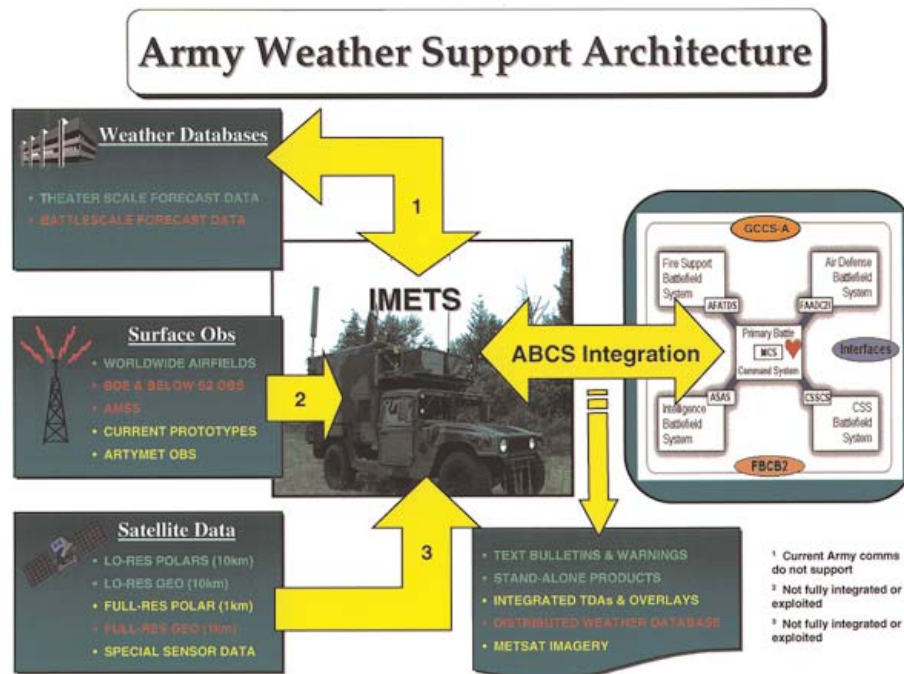 Army Weather Support Architecture
Weather Databases
• THEATER SCALE FORECAST DATA
• BATTLESCALE FORECAST DATA
1
IMETS
Surface Obs
• WORLDWIDE AIRFIELDS
• BDE & BELOW S2 OBS
• AMSS
• CURRENT PROTOTYPES
• ARTYMET OBS
2
ABCS Integration
GCCS-A
Fire Support
Battlefield
System
AFATDS
Air Defense
Battlefield
System
FAADC2I
Primary Battle
MCS
Command System
Interfaces
ASAS
Intelligence
Battlefield
System
CSSCS
CSS
Battlefield
System
FBCB2
Satellite Data
• LO-RES POLARS (10km)
• LO-RES GEO (10km)
• FULL-RES POLAR (1km)
• FULL-RES GEO (1km)
• SPECIAL SENSOR DATA
3
• TEXT BULLETINS & WARNINGS
• STAND-ALONE PRODUCTS
• INTEGRATED TDAs & OVERLAYS
• DISTRIBUTED WEATHER DATABASE
• METSAT IMAGERY
1 Current Army comms
do not support
3 Not fully integrated or
exploited
3 Not fully integrated or
exploited